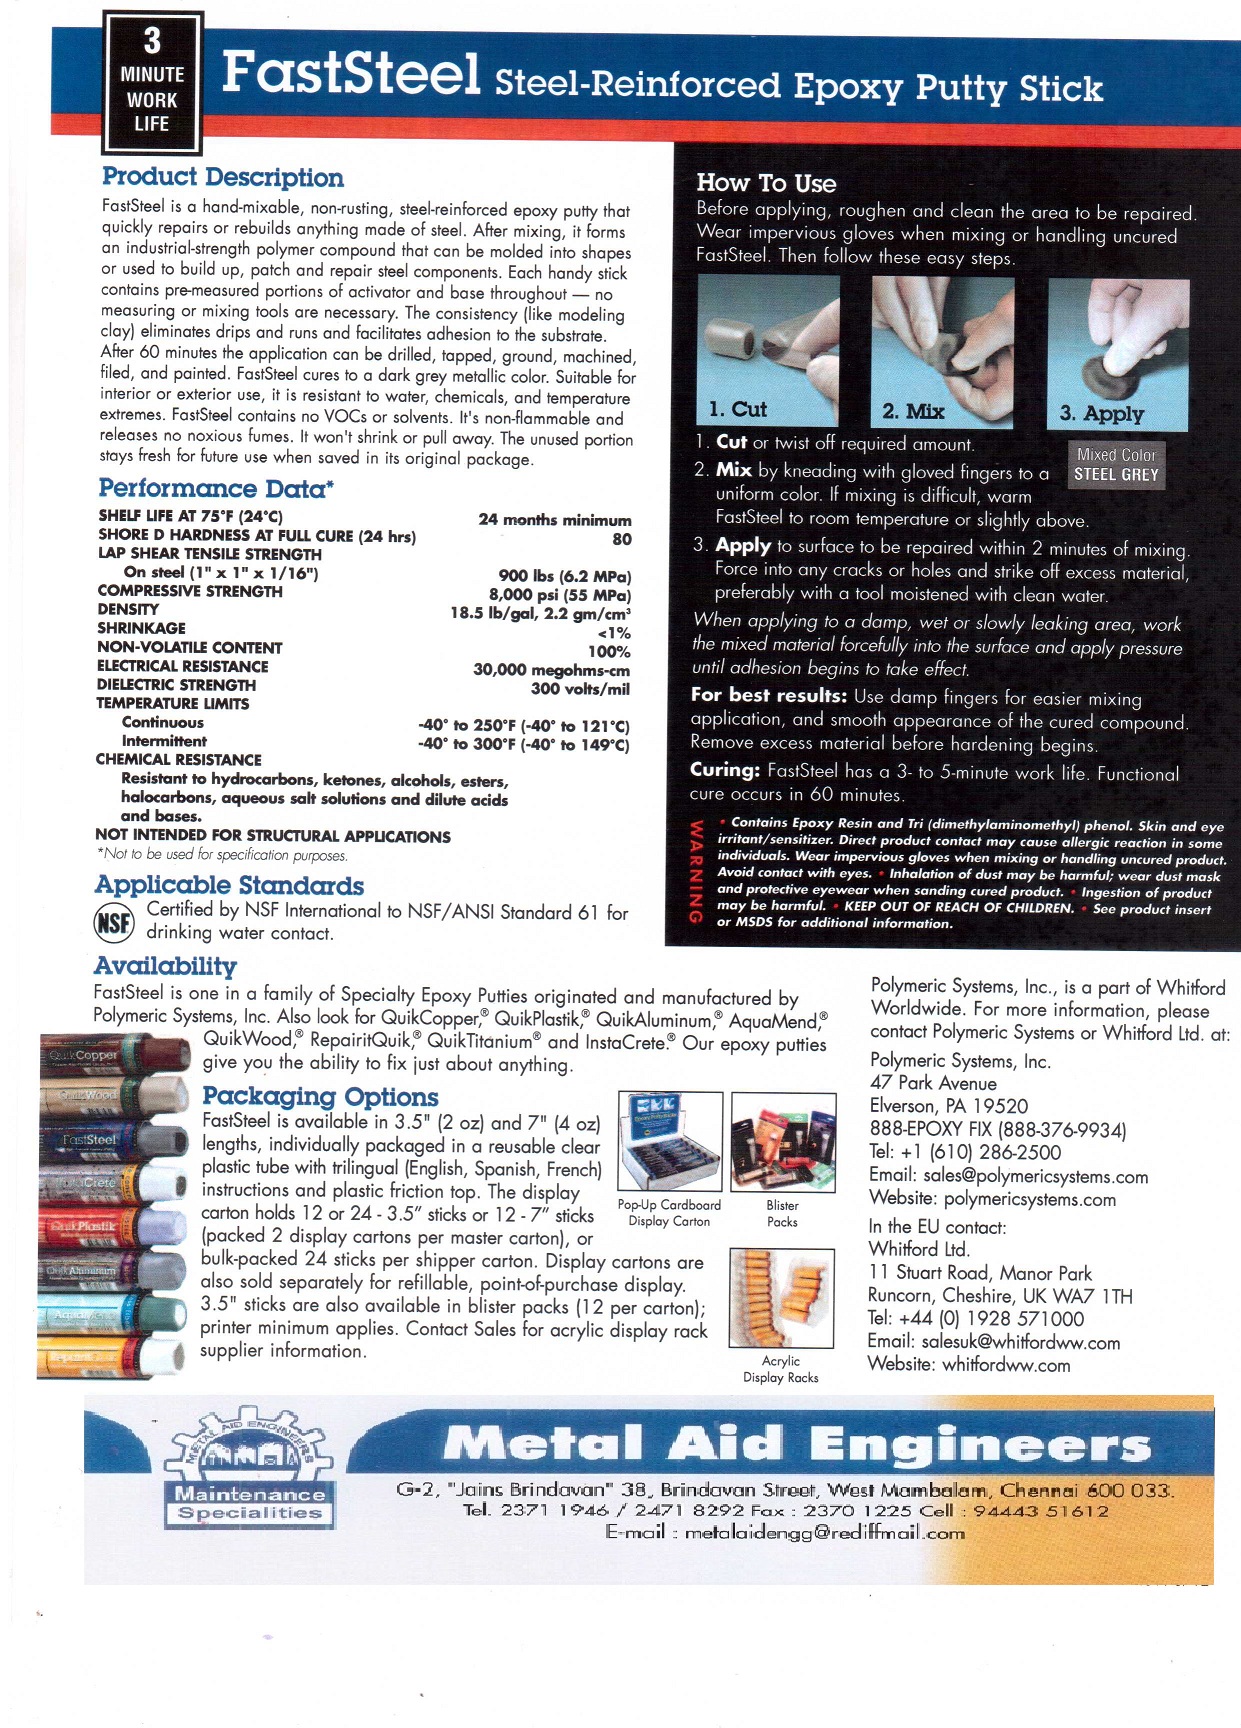 3
MINUTE
WORK
LIFE
FastSteel Steel-Reinforced Epoxy Putty Stick
Product Description
FastSteel is a hand-mixable, non-rusting, steel-reinforced epoxy putty that
quickly repairs or rebuilds anything made of steel. After mixing, it forms
an industrial-strength polymer compound that can be molded into shapes
or used to build up, patch and repair steel components. Each handy stick
contains pre-measured portions of activator and base throughout — no
measuring or mixing tools are necessary. The consistency (like modeling
clay) eliminates drips and runs and facilitates adhesion to the substrate.
After 60 minutes the application can be drilled, tapped, ground, machined,
filed, and painted. FastSteel cures to a dark grey metallic color. Suitable for
interior or exterior use, it is resistant to water, chemicals, and temperature
extremes. FastSteel contains no VOCs or solvents. It's non-flammable and
releases no noxious fumes. It won't shrink or pull away. The unused portion
stays fresh for future use when saved in its original package.
Performance Data*
SHELF LIFE AT 75°F (24°C) 24 months minimum
SHORE D HARDNESS AT FULL CURE (24 hrs) 80
LAP SHEAR TENSILE STRENGTH
On steel (1" x 1" x 1/16") 900 lbs (6.2 MPa)
COMPRESSIVE STRENGTH 8,000 psi (55 MPa)
DENSITY 18.5 lb/gal, 2.2 gm/cm³
SHRINKAGE <1%
NON-VOLATILE CONTENT 100%
ELECTRICAL RESISTANCE 30,000 megohms-cm
DIELECTRIC STRENGTH 300 volts/mil
TEMPERATURE LIMITS
Continuous -40° to 250°F (-40° to 121°C)
Intermittent -40° to 300°F (-40° to 149°C)
CHEMICAL RESISTANCE
Resistant to hydrocarbons, ketones, alcohols, esters,
halocarbons, aqueous salt solutions and dilute acids
and bases.
NOT INTENDED FOR STRUCTURAL APPLICATIONS
*Not to be used for specification purposes.
Applicable Standards
NSF
Certified by NSF International to NSF/ANSI Standard 61 for
drinking water contact.
How To Use
Before applying, roughen and clean the area to be repaired.
Wear impervious gloves when mixing or handling uncured
FastSteel. Then follow these easy steps.
1. Cut
2. Mix
3. Apply
1. Cut or twist off required amount.
Mixed Color
STEEL GREY
2. Mix by kneading with gloved fingers to a
uniform color. If mixing is difficult, warm
FastSteel to room temperature or slightly above.
3. Apply to surface to be repaired within 2 minutes of mixing.
Force into any cracks or holes and strike off excess material,
preferably with a tool moistened with clean water.
When applying to a damp, wet or slowly leaking area, work
the mixed material forcefully into the surface and apply pressure
until adhesion begins to take effect.
For best results: Use damp fingers for easier mixing
application, and smooth appearance of the cured compound.
Remove excess material before hardening begins.
Curing: FastSteel has a 3- to 5-minute work life. Functional
cure occurs in 60 minutes.
WARNING
• Contains Epoxy Resin and Tri (dimethylaminomethyl) phenol. Skin and eye
irritant/sensitizer. Direct product contact may cause allergic reaction in some
individuals. Wear impervious gloves when mixing or handling uncured product.
Avoid contact with eyes. • Inhalation of dust may be harmful; wear dust mask
and protective eyewear when sanding cured product. • Ingestion of product
may be harmful. • KEEP OUT OF REACH OF CHILDREN. • See product insert
or MSDS for additional information.
Availability
FastSteel is one in a family of Specialty Epoxy Putties originated and manufactured by
Polymeric Systems, Inc. Also look for QuikCopper,® QuikPlastik,® QuikAluminum,® AquaMend,®
QuikWood,® RepairitQuik,® QuikTitanium® and InstaCrete.® Our epoxy putties
give you the ability to fix just about anything.
QuikCopper
QuikWood
FastSteel
InstaCrete
QuikPlastik
QuikAluminum
Packaging Options
FastSteel is available in 3.5" (2 oz) and 7" (4 oz)
lengths, individually packaged in a reusable clear
plastic tube with trilingual (English, Spanish, French)
instructions and plastic friction top. The display
carton holds 12 or 24 - 3.5" sticks or 12 - 7" sticks
(packed 2 display cartons per master carton), or
bulk-packed 24 sticks per shipper carton. Display cartons are
also sold separately for refillable, point-of-purchase display.
3.5" sticks are also available in blister packs (12 per carton);
printer minimum applies. Contact Sales for acrylic display rack
supplier information.
Pop-Up Cardboard
Display Carton
Blister
Packs
Acrylic
Display Racks
Polymeric Systems, Inc., is a part of Whitford
Worldwide. For more information, please
contact Polymeric Systems or Whitford Ltd. at:
Polymeric Systems, Inc.
47 Park Avenue
Elverson, PA 19520
888-EPOXY FIX (888-376-9934)
Tel: +1 (610) 286-2500
Email: sales@polymericsystems.com
Website: polymericsystems.com
In the EU contact:
Whitford Ltd.
11 Stuart Road, Manor Park
Runcorn, Cheshire, UK WA7 1TH
Tel: +44 (0) 1928 571000
Email: salesuk@whitfordww.com
Website: whitfordww.com
METAL AID ENGINEERS
Maintenance
Specialities
Metal Aid Engineers
G-2, "Jains Brindavan" 38, Brindavan Street, West Mambalam, Chennai 600 033.
Tel. 2371 1946 / 2471 8292 Fax : 2370 1225 Cell : 94443 51612
E-mail : metalaidengg@rediffmail.com